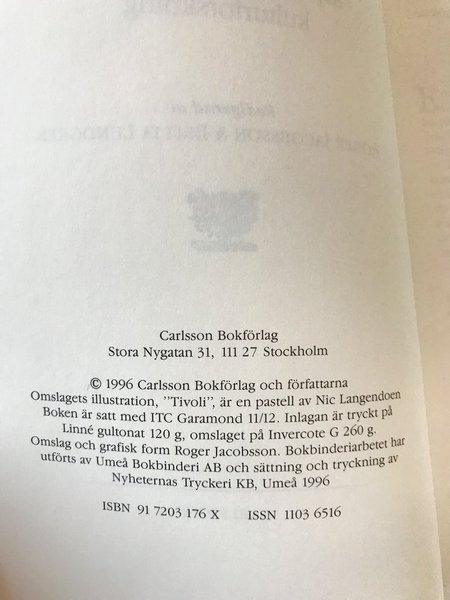 Carlsson Bokförlag
Stora Nygatan 31, 111 27 Stockholm
© 1996 Carlsson Bokförlag och författarna
Omslagets illustration, "Tivoli", är en pastell av Nic Langendoen
Boken är satt med ITC Garamond 11/12. Inlagan är tryckt på
Linné gultonat 120 g, omslaget på Invercote G 260 g.
Omslag och grafisk form Roger Jacobsson. Bokbinderiarbetet har
utförts av Umeå Bokbinderi AB och sättning och tryckning av
Nyheternas Tryckeri KB, Umeå 1996
ISBN 91 7203 176 X ISSN 1103 6516